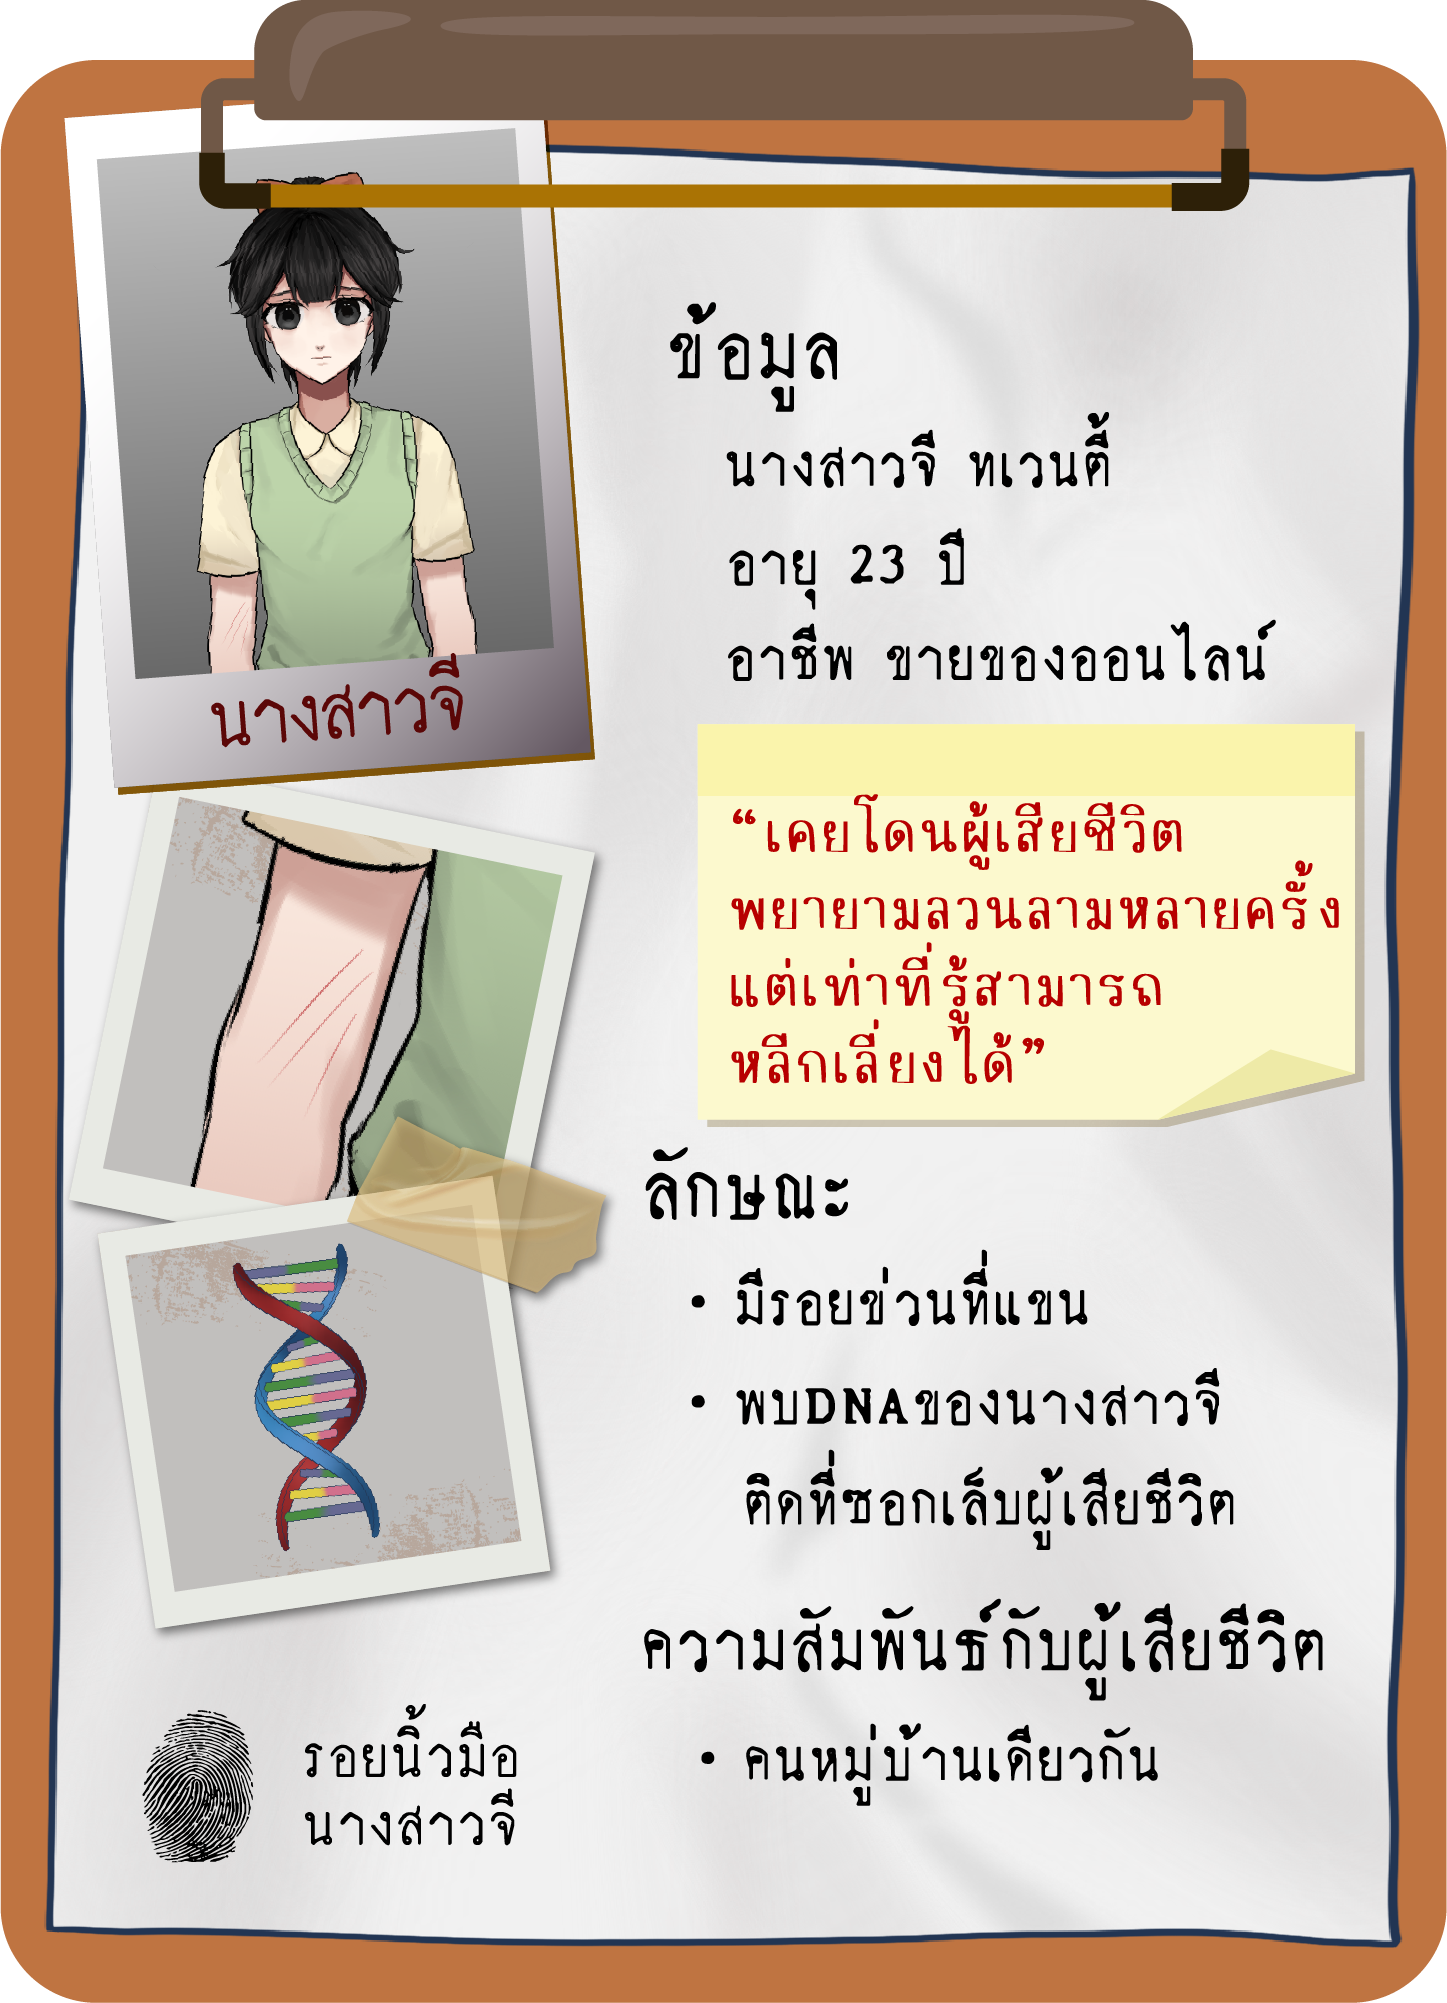 นางสาวจี
ข้อมูล
นางสาวจี ทเวนตี้
อายุ 23 ปี
อาชีพ ขายของออนไลน์
“เคยโดนผู้เสียชีวิต
พยายามลวนลามหลายครั้ง
แต่เท่าที่รู้สามารถ
หลีกเลี่ยงได้”
ลักษณะ
• มีรอยข่วนที่แขน
• พบDNAของนางสาวจี
ติดที่ซอกเล็บผู้เสียชีวิต
ความสัมพันธ์กับผู้เสียชีวิต
• คนหมู่บ้านเดียวกัน
รอยนิ้วมือ
นางสาวจี